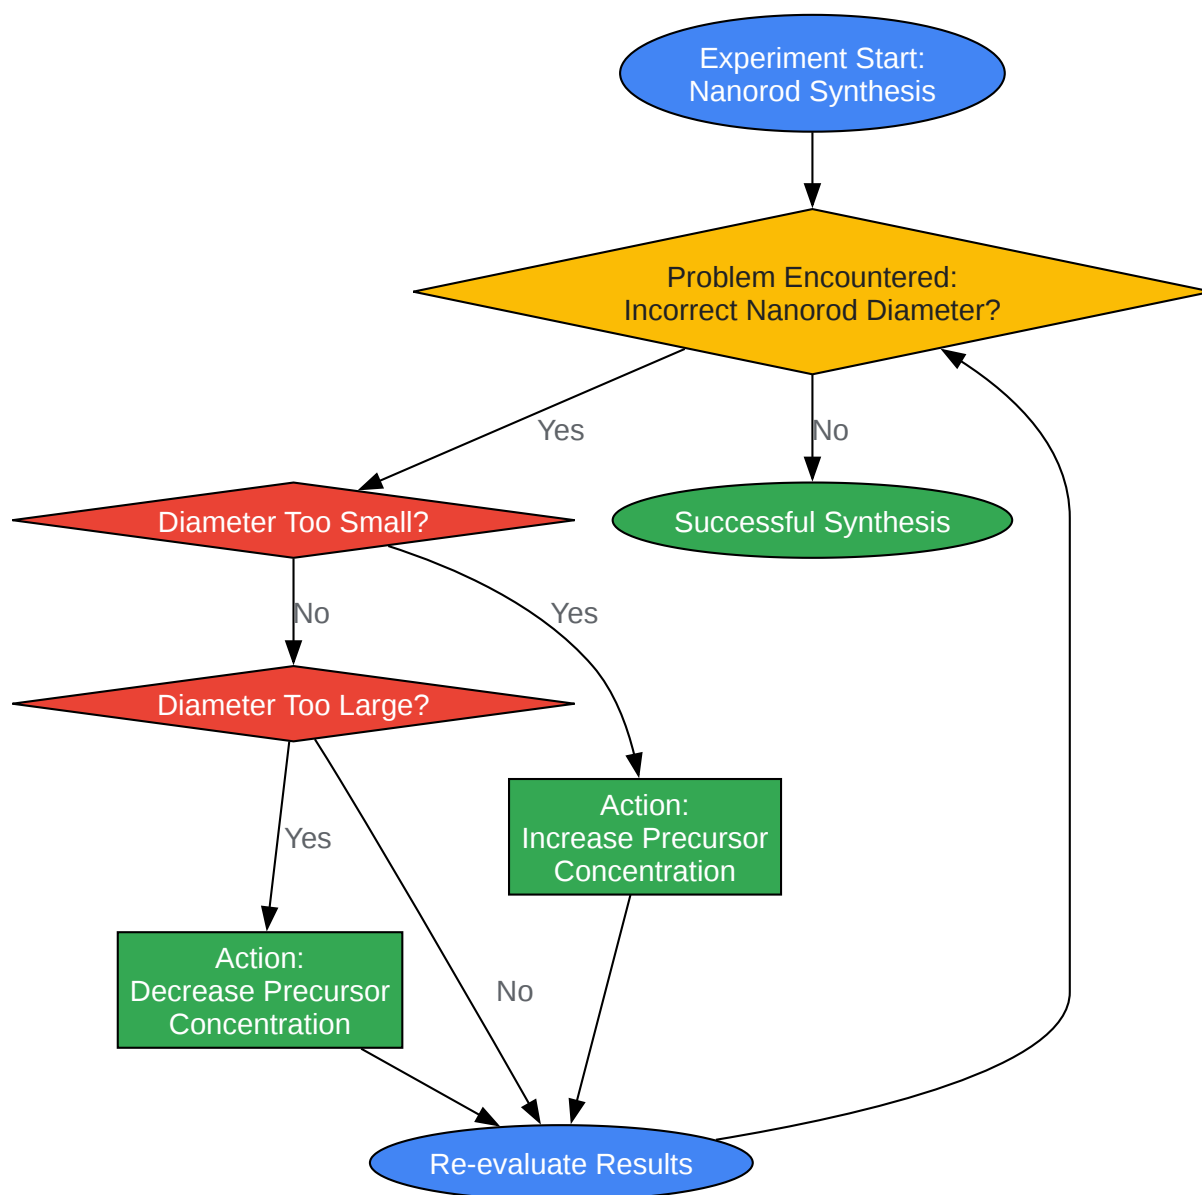 Experiment Start:
Nanorod Synthesis
Problem Encountered:
Incorrect Nanorod Diameter?
Yes
No
Diameter Too Small?
Successful Synthesis
No
Yes
Diameter Too Large?
Action:
Increase Precursor
Concentration
Yes
Action:
Decrease Precursor
Concentration
No
Re-evaluate Results